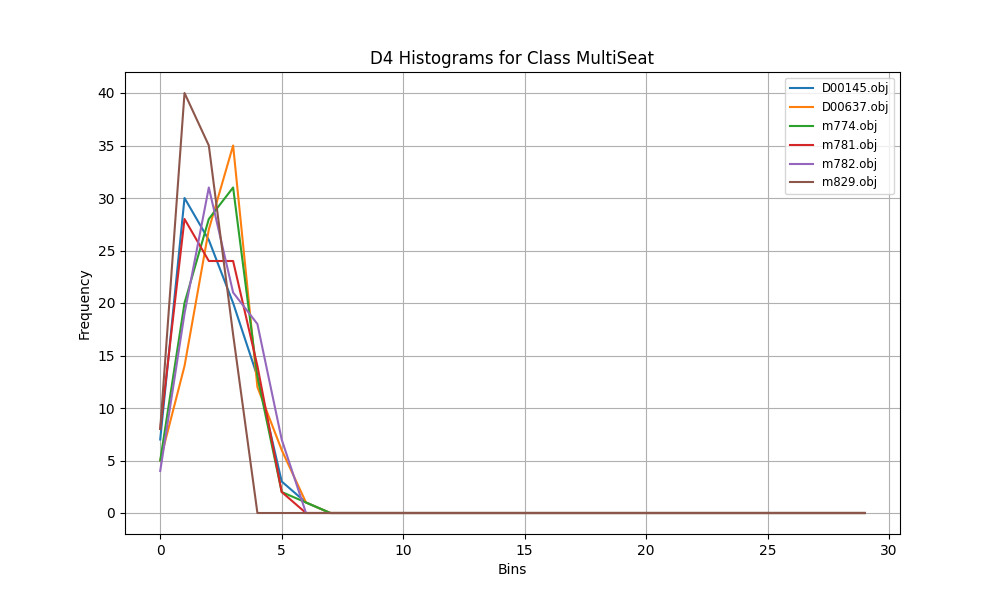 D4 Histograms for Class MultiSeat
D00145.obj
D00637.obj
m774.obj
m781.obj
m782.obj
m829.obj
40
35
30
25
20
15
10
5
0
Frequency
0 5 10 15 20 25 30
Bins